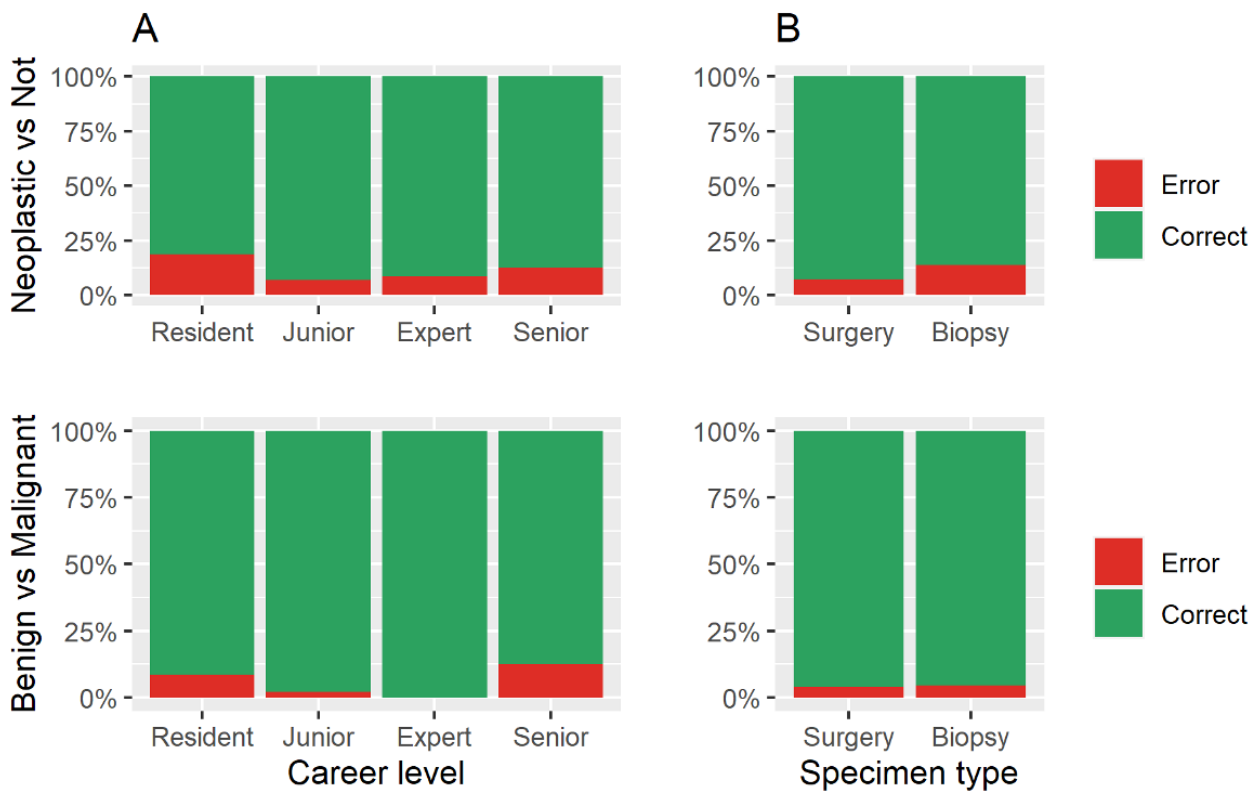 A
B
Neoplastic vs Not
100%
75%
50%
25%
0%
Resident Junior Expert Senior
100%
75%
50%
25%
0%
Surgery Biopsy
Error
Correct
Benign vs Malignant
100%
75%
50%
25%
0%
Resident Junior Expert Senior
Career level
100%
75%
50%
25%
0%
Surgery Biopsy
Specimen type
Error
Correct